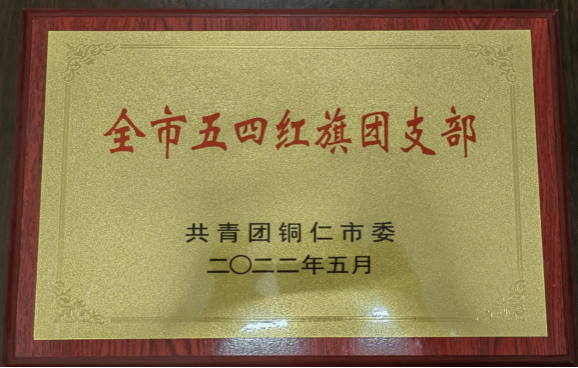 全市五四红旗团支部
共青团铜仁市委
二〇二二年五月